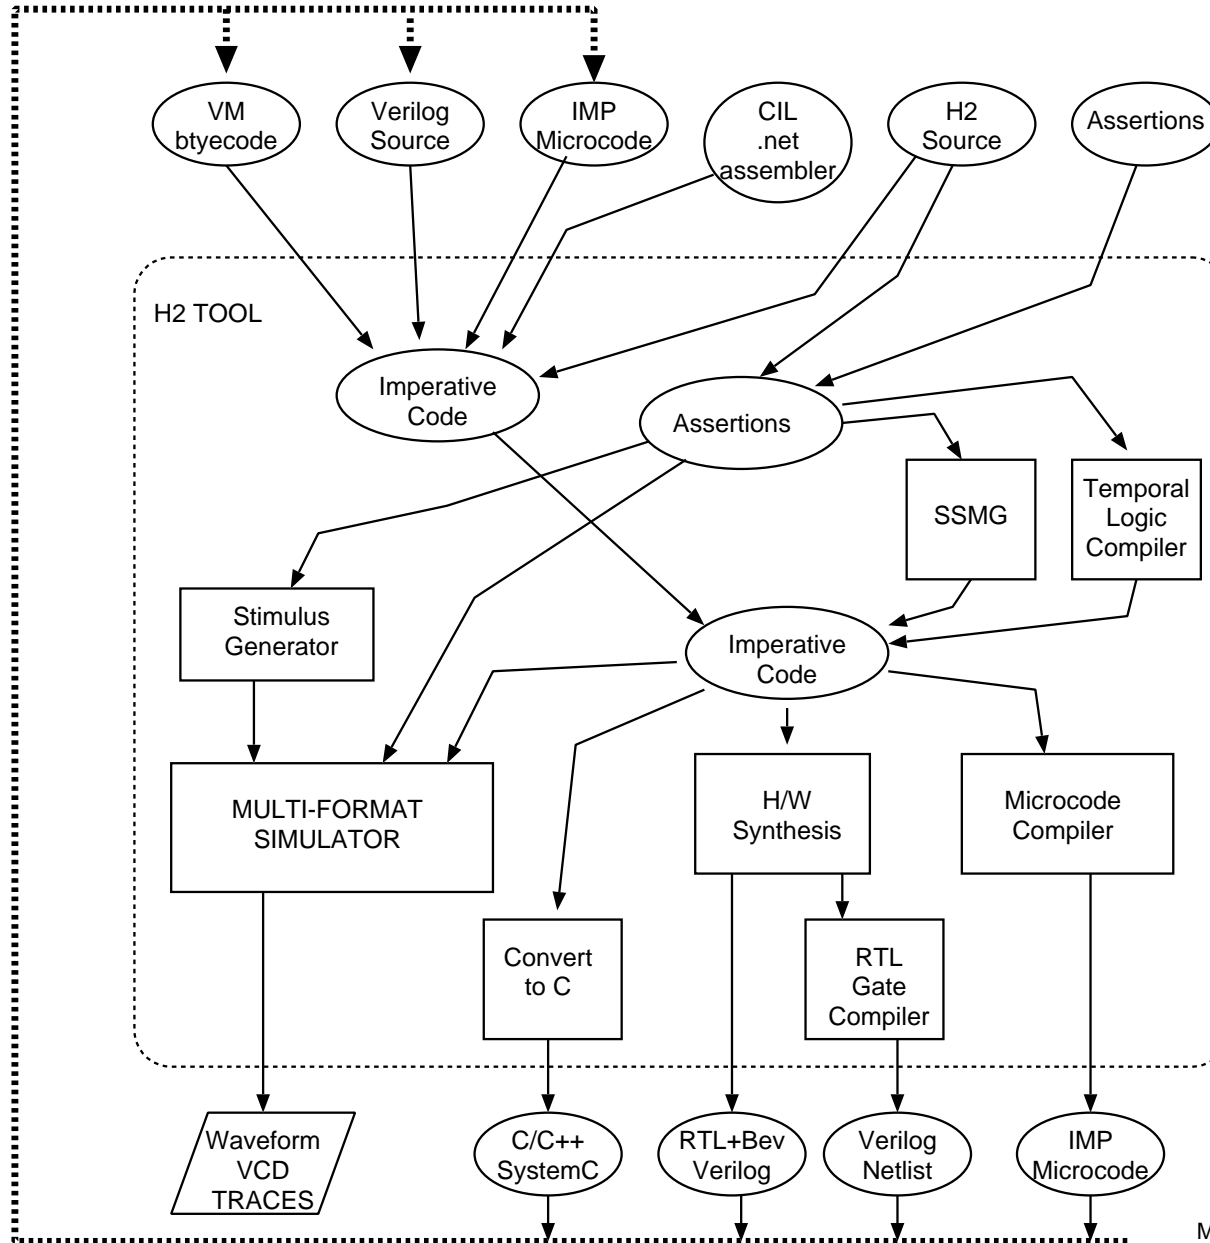 VM
btyecode
Verilog
Source
IMP
Microcode
CIL
.net
assembler
H2
Source
Assertions
H2 TOOL
Imperative
Code
Assertions
SSMG
Temporal
Logic
Compiler
Stimulus
Generator
Imperative
Code
MULTI-FORMAT
SIMULATOR
H/W
Synthesis
Microcode
Compiler
Convert
to C
RTL
Gate
Compiler
Waveform
VCD
TRACES
C/C++
SystemC
RTL+Bev
Verilog
Verilog
Netlist
IMP
Microcode
M